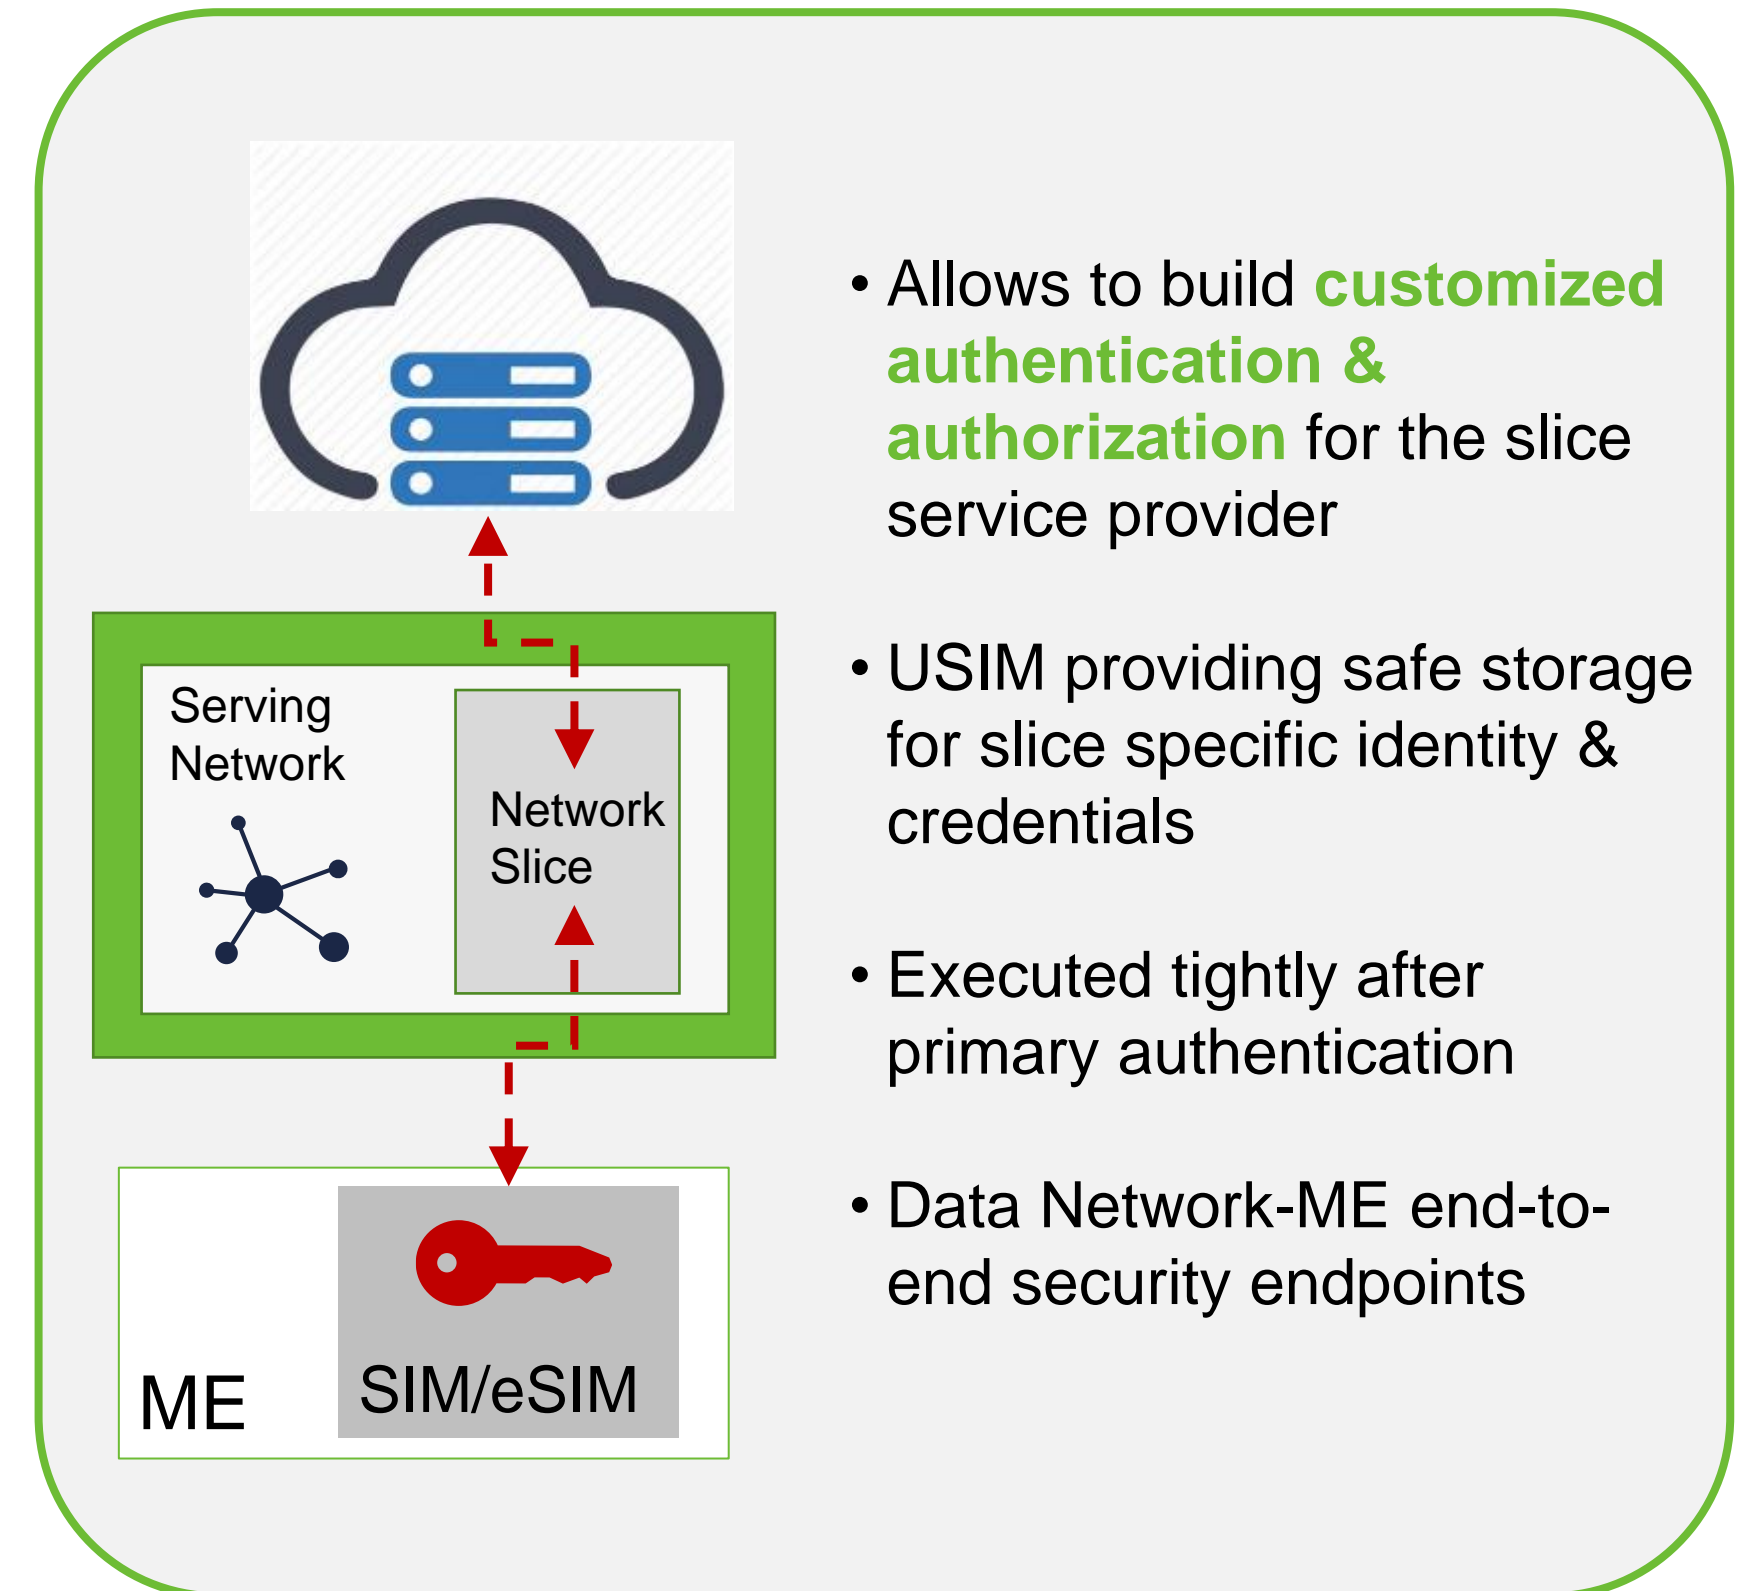 Serving
Network
Network
Slice
ME
SIM/eSIM
• Allows to build customized
authentication &
authorization for the slice
service provider
• USIM providing safe storage
for slice specific identity &
credentials
• Executed tightly after
primary authentication
• Data Network-ME end-to-
end security endpoints